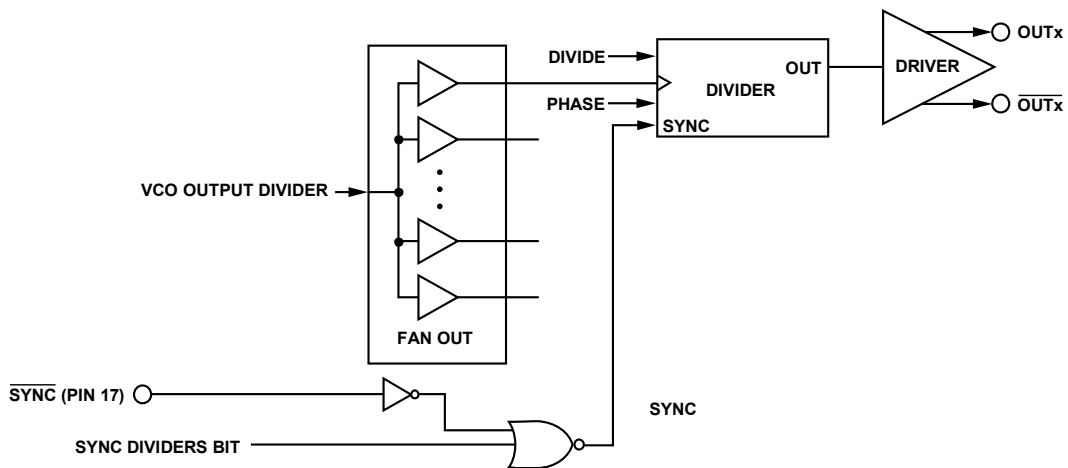 OUTx
DIVIDE
OUT
DRIVER
DIVIDER
PHASE
OUTx
SYNC
VCO OUTPUT DIVIDER
FAN OUT
SYNC (PIN 17)
SYNC
SYNC DIVIDERS BIT